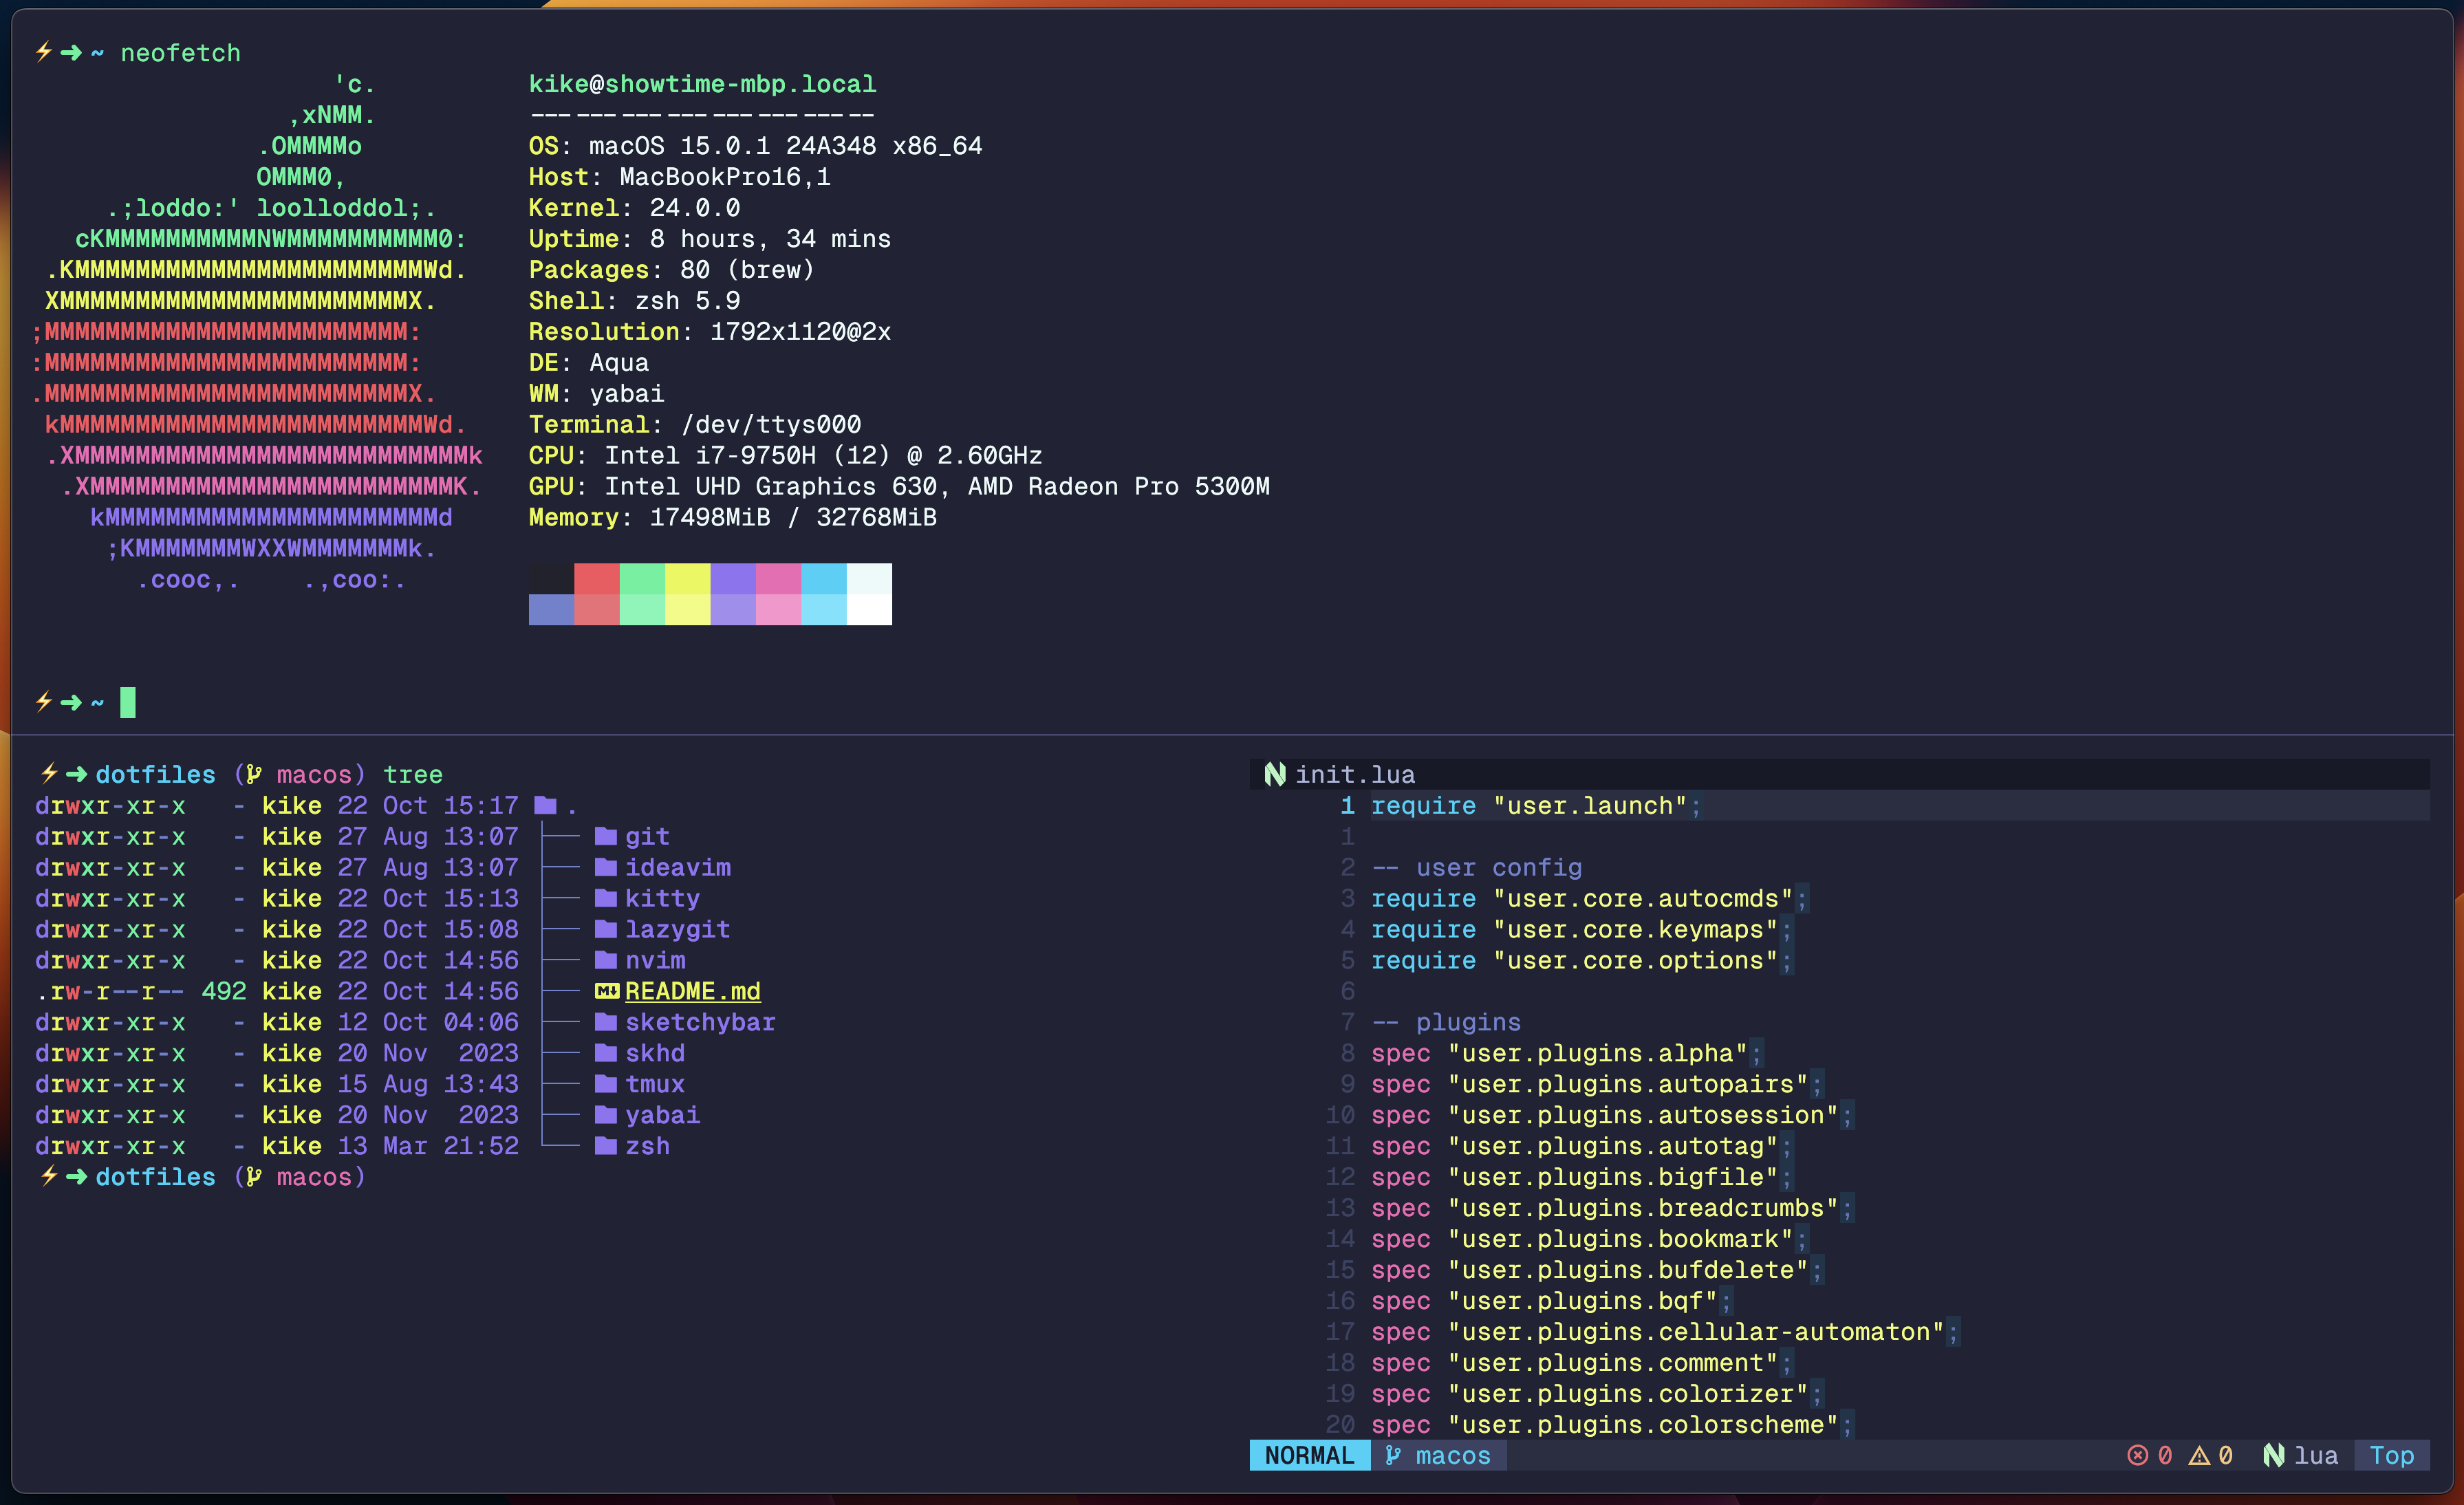 ⚡➜ ~ neofetch
'c.
,xNMM.
.OMMMMo
OMMM0,
.;loddo:' loolloddol;.
cKMMMMMMMMMMNWMMMMMMMMMM0:
.KMMMMMMMMMMMMMMMMMMMMMMMWd.
XMMMMMMMMMMMMMMMMMMMMMMMX.
;MMMMMMMMMMMMMMMMMMMMMMMM:
:MMMMMMMMMMMMMMMMMMMMMMMM:
.MMMMMMMMMMMMMMMMMMMMMMMMX.
kMMMMMMMMMMMMMMMMMMMMMMMMWd.
.XMMMMMMMMMMMMMMMMMMMMMMMMMMk
.XMMMMMMMMMMMMMMMMMMMMMMMMK.
kMMMMMMMMMMMMMMMMMMMMMMd
;KMMMMMMMWXXWMMMMMMMk.
.cooc,.    .,coo:.
kike@showtime-mbp.local
-----------------------
OS: macOS 15.0.1 24A348 x86_64
Host: MacBookPro16,1
Kernel: 24.0.0
Uptime: 8 hours, 34 mins
Packages: 80 (brew)
Shell: zsh 5.9
Resolution: 1792x1120@2x
DE: Aqua
WM: yabai
Terminal: /dev/ttys000
CPU: Intel i7-9750H (12) @ 2.60GHz
GPU: Intel UHD Graphics 630, AMD Radeon Pro 5300M
Memory: 17498MiB / 32768MiB
⚡➜ ~
⚡➜ dotfiles ( macos) tree
drwxr-xr-x - kike 22 Oct 15:17 .
drwxr-xr-x - kike 27 Aug 13:07 ├── git
drwxr-xr-x - kike 27 Aug 13:07 ├── ideavim
drwxr-xr-x - kike 22 Oct 15:13 ├── kitty
drwxr-xr-x - kike 22 Oct 15:08 ├── lazygit
drwxr-xr-x - kike 22 Oct 14:56 ├── nvim
.rw-r--r-- 492 kike 22 Oct 14:56 ├── README.md
drwxr-xr-x - kike 12 Oct 04:06 ├── sketchybar
drwxr-xr-x - kike 20 Nov 2023 ├── skhd
drwxr-xr-x - kike 15 Aug 13:43 ├── tmux
drwxr-xr-x - kike 20 Nov 2023 ├── yabai
drwxr-xr-x - kike 13 Mar 21:52 └── zsh
⚡➜ dotfiles ( macos)
init.lua
1 require "user.launch";
1
2 -- user config
3 require "user.core.autocmds";
4 require "user.core.keymaps";
5 require "user.core.options";
6
7 -- plugins
8 spec "user.plugins.alpha";
9 spec "user.plugins.autopairs";
10 spec "user.plugins.autosession";
11 spec "user.plugins.autotag";
12 spec "user.plugins.bigfile";
13 spec "user.plugins.breadcrumbs";
14 spec "user.plugins.bookmark";
15 spec "user.plugins.bufdelete";
16 spec "user.plugins.bqf";
17 spec "user.plugins.cellular-automaton";
18 spec "user.plugins.comment";
19 spec "user.plugins.colorizer";
20 spec "user.plugins.colorscheme";
NORMAL macos 0 0 lua Top